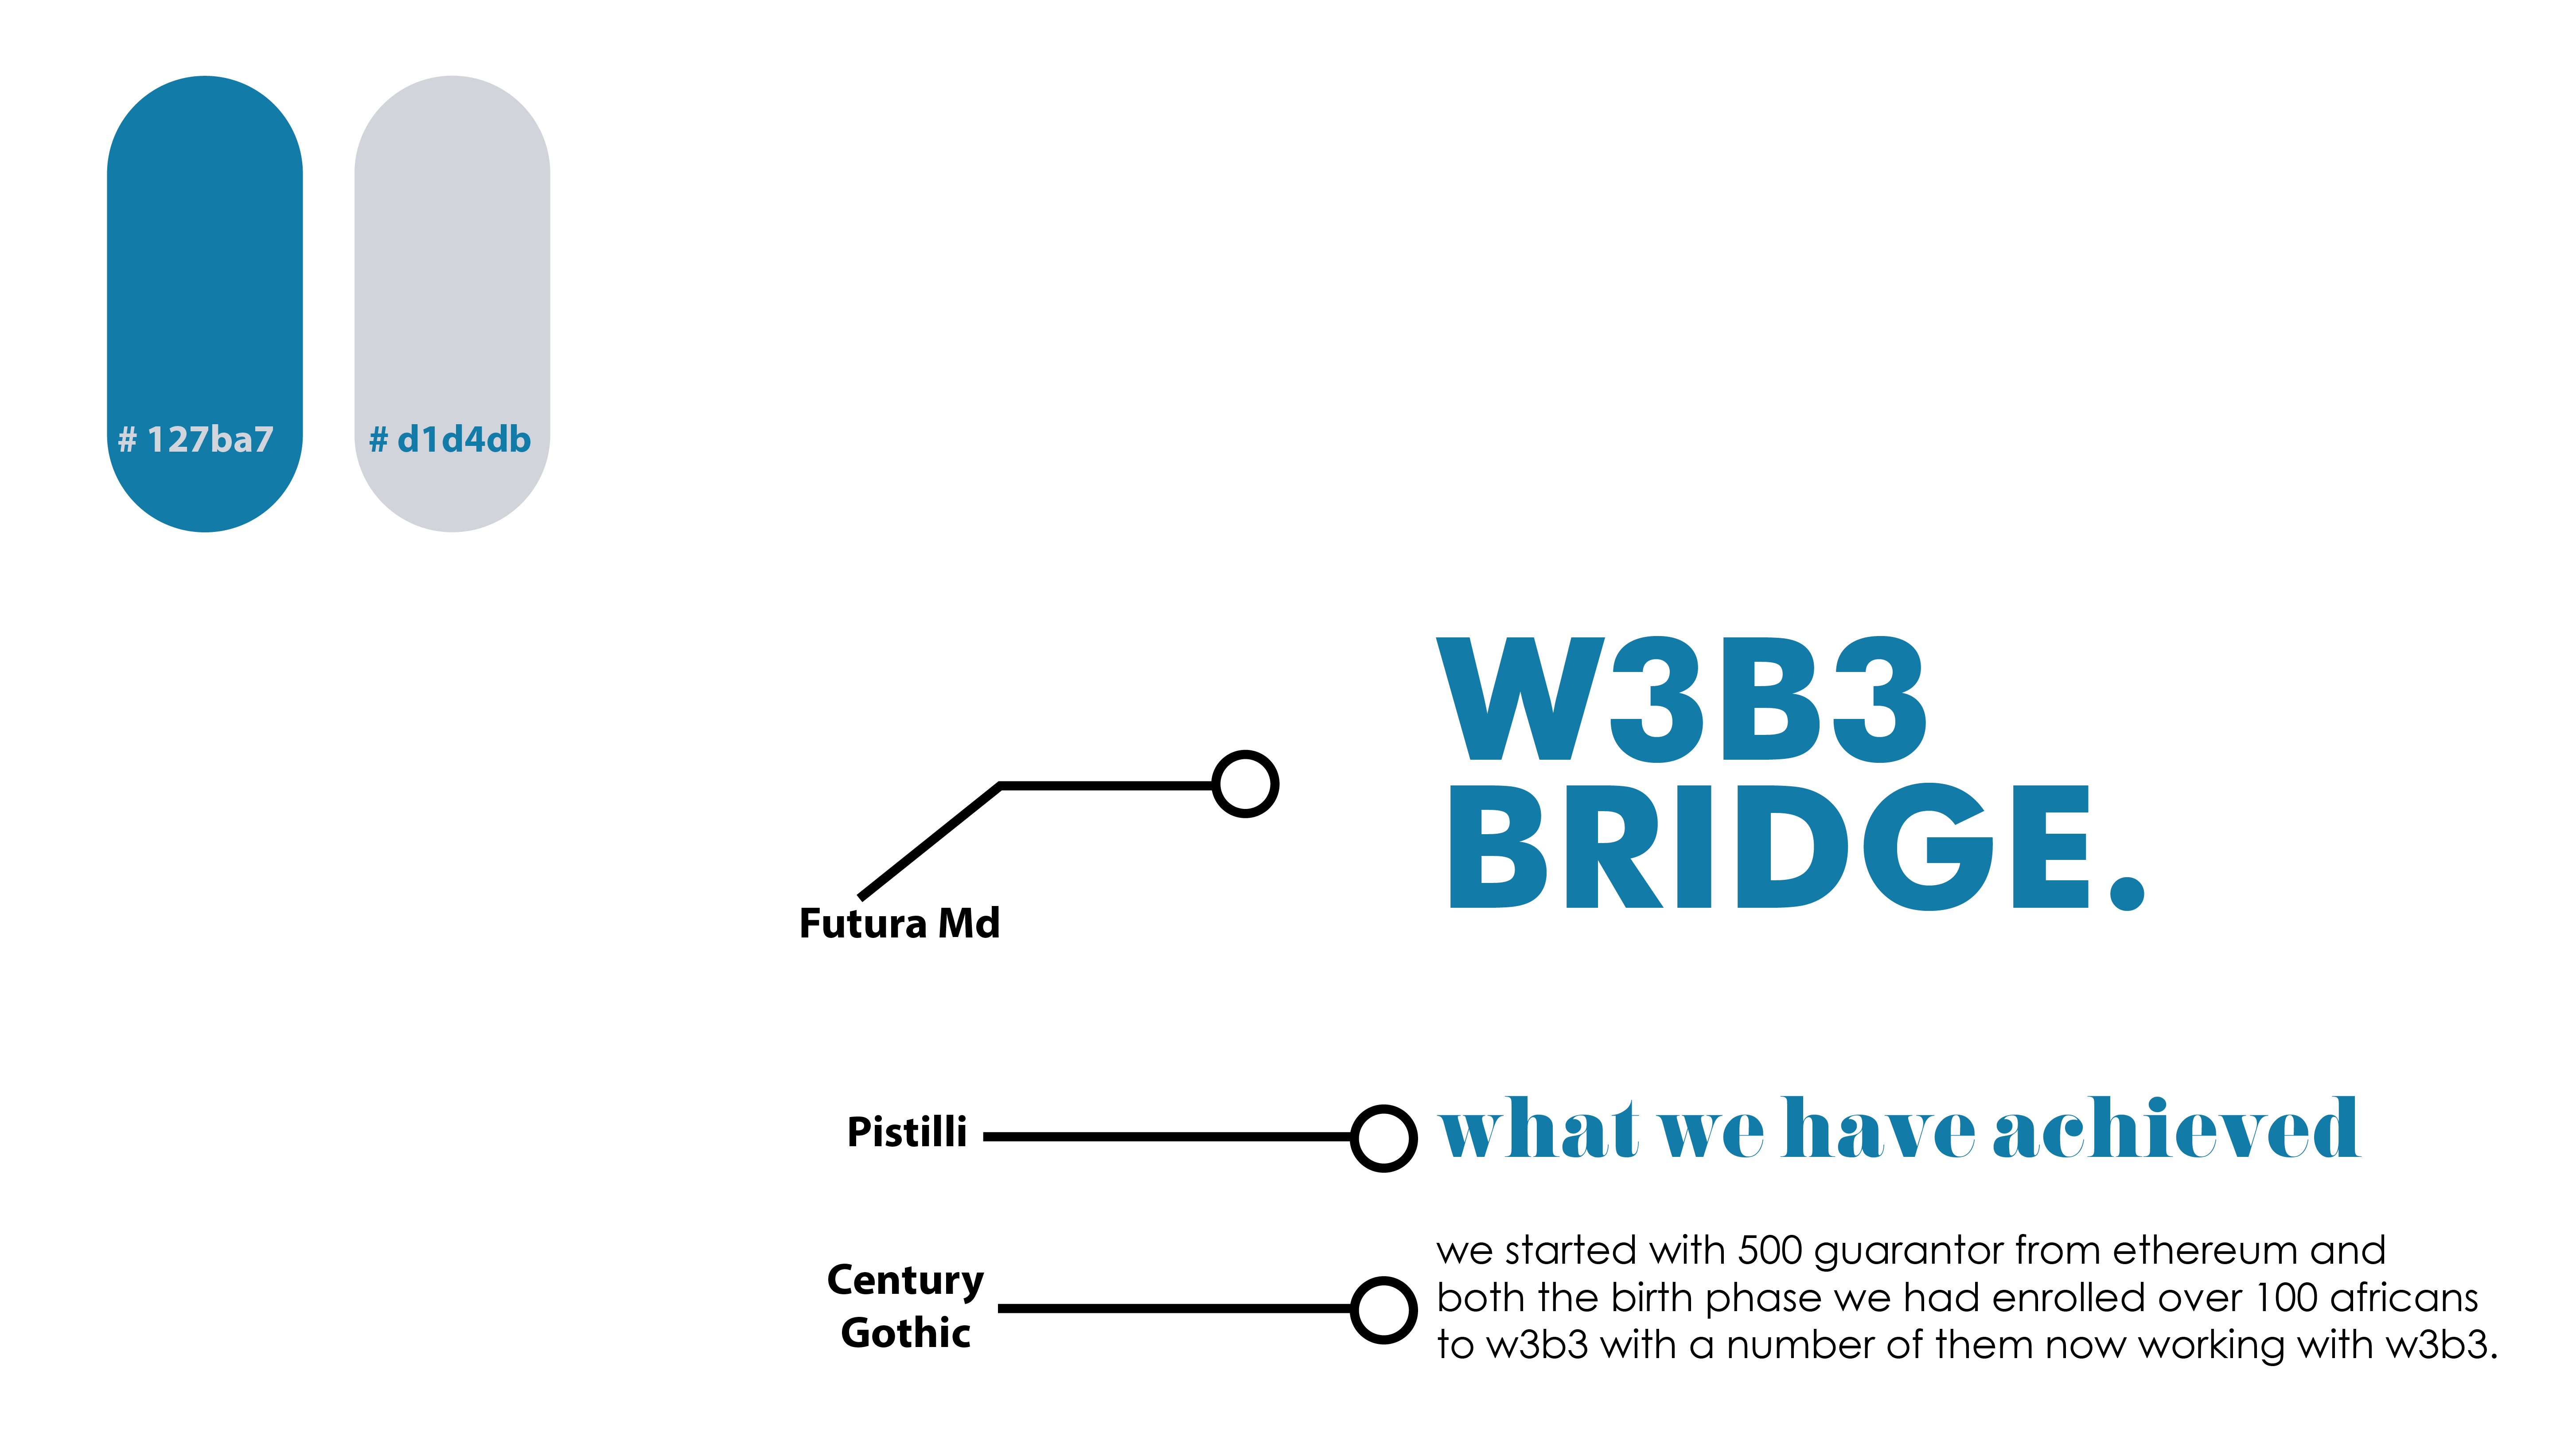 # 127ba7
# d1d4db
W3B3
BRIDGE.
Futura Md
Pistilli
what we have achieved
Century
Gothic
we started with 500 guarantor from ethereum and
both the birth phase we had enrolled over 100 africans
to w3b3 with a number of them now working with w3b3.